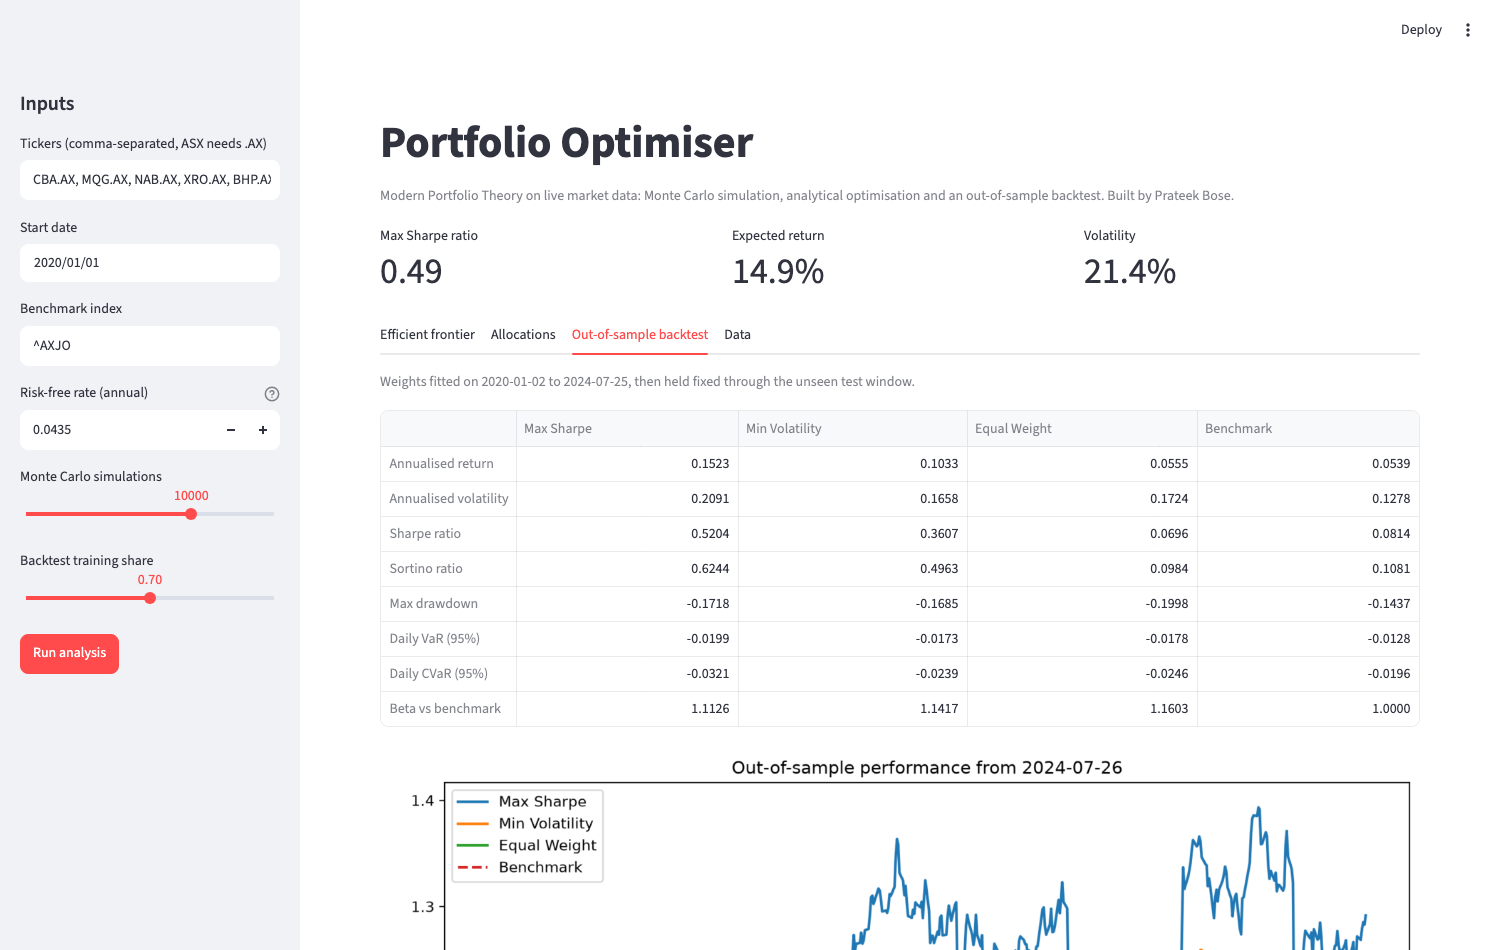 Deploy
Inputs
Tickers (comma-separated, ASX needs .AX)
CBA.AX, MQG.AX, NAB.AX, XRO.AX, BHP.AX
Start date
2020/01/01
Benchmark index
^AXJO
Risk-free rate (annual)
0.0435
Monte Carlo simulations
10000
Backtest training share
0.70
Run analysis
Portfolio Optimiser
Modern Portfolio Theory on live market data: Monte Carlo simulation, analytical optimisation and an out-of-sample backtest. Built by Prateek Bose.
Max Sharpe ratio Expected return Volatility
0.49 14.9% 21.4%
Efficient frontier Allocations Out-of-sample backtest Data
Weights fitted on 2020-01-02 to 2024-07-25, then held fixed through the unseen test window.
Max Sharpe Min Volatility Equal Weight Benchmark
Annualised return 0.1523 0.1033 0.0555 0.0539
Annualised volatility 0.2091 0.1658 0.1724 0.1278
Sharpe ratio 0.5204 0.3607 0.0696 0.0814
Sortino ratio 0.6244 0.4963 0.0984 0.1081
Max drawdown -0.1718 -0.1685 -0.1998 -0.1437
Daily VaR (95%) -0.0199 -0.0173 -0.0178 -0.0128
Daily CVaR (95%) -0.0321 -0.0239 -0.0246 -0.0196
Beta vs benchmark 1.1126 1.1417 1.1603 1.0000
Out-of-sample performance from 2024-07-26
1.4
Max Sharpe
Min Volatility
Equal Weight
Benchmark
1.3